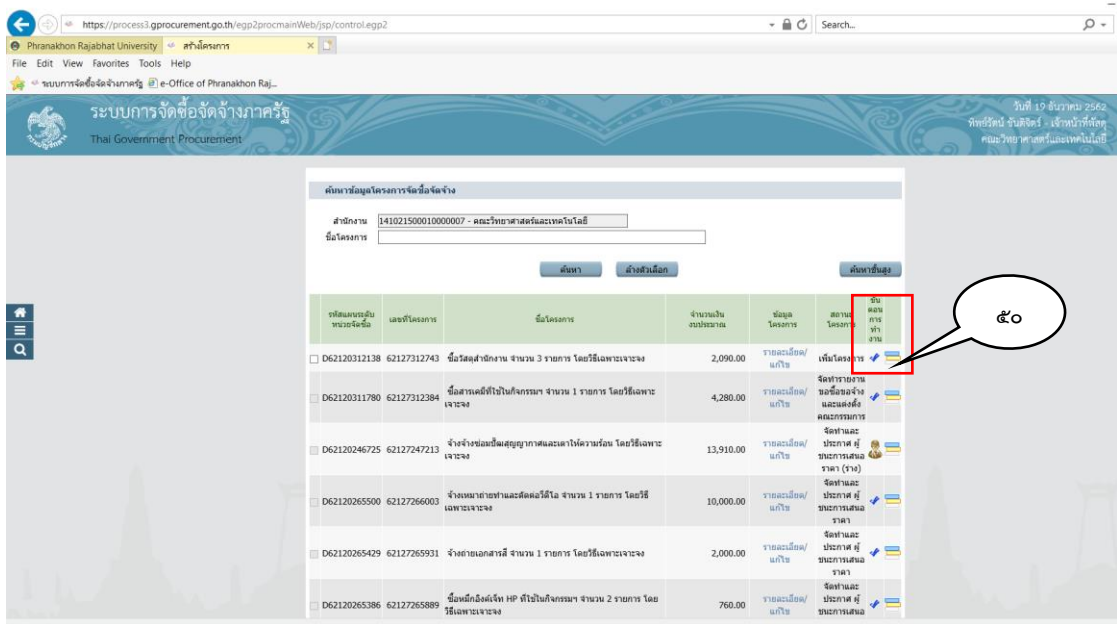 https://process3.gprocurement.go.th/egp2procmainWeb/jsp/control.egp2
Search...
Phranakhon Rajabhat University
สร้างโครงการ
File Edit View Favorites Tools Help
ระบบการจัดซื้อจัดจ้างภาครัฐ
e-Office of Phranakhon Raj...
ระบบการจัดซื้อจัดจ้างภาครัฐ
Thai Government Procurement
วันที่ 19 ธันวาคม 2562
เจ้าหน้าที่พัสดุ
คณะวิทยาศาสตร์และเทคโนโลยี
ค้นหาข้อมูลโครงการจัดซื้อจัดจ้าง
สำนักงาน 141021500010000007 - คณะวิทยาศาสตร์และเทคโนโลยี
ชื่อโครงการ
ค้นหา ล้างตัวเลือก ค้นหาขั้นสูง
รหัสแผนระดับหน่วยจัดซื้อ เลขที่โครงการ ชื่อโครงการ จำนวนเงินงบประมาณ ข้อมูลโครงการ สถานะโครงการ ขั้นตอนการทำงาน
๕๐
D62120312138 62127312743 ซื้อวัสดุสำนักงาน จำนวน 3 รายการ โดยวิธีเฉพาะเจาะจง 2,090.00 รายละเอียด/แก้ไข เพิ่มโครงการ
D62120311780 62127312384 ซื้อสารเคมีที่ใช้ในกิจกรรมฯ จำนวน 1 รายการ โดยวิธีเฉพาะเจาะจง 4,280.00 รายละเอียด/แก้ไข จัดทำรายงานขอซื้อขอจ้างและแต่งตั้งคณะกรรมการ
D62120246725 62127247213 จ้างจ้างซ่อมปั๊มสุญญากาศและเตาให้ความร้อน โดยวิธีเฉพาะเจาะจง 13,910.00 รายละเอียด/แก้ไข จัดทำและประกาศ ผู้ชนะการเสนอราคา (ร่าง)
D62120265500 62127266003 จ้างเหมาถ่ายทำและตัดต่อวีดีโอ จำนวน 1 รายการ โดยวิธีเฉพาะเจาะจง 10,000.00 รายละเอียด/แก้ไข จัดทำและประกาศ ผู้ชนะการเสนอราคา
D62120265429 62127265931 จ้างถ่ายเอกสารสี จำนวน 1 รายการ โดยวิธีเฉพาะเจาะจง 2,000.00 รายละเอียด/แก้ไข จัดทำและประกาศ ผู้ชนะการเสนอราคา
D62120265386 62127265889 ซื้อหมึกอิงค์เจ็ท HP ที่ใช้ในกิจกรรมฯ จำนวน 2 รายการ โดยวิธีเฉพาะเจาะจง 760.00 รายละเอียด/แก้ไข จัดทำและประกาศ ผู้ชนะการเสนอ